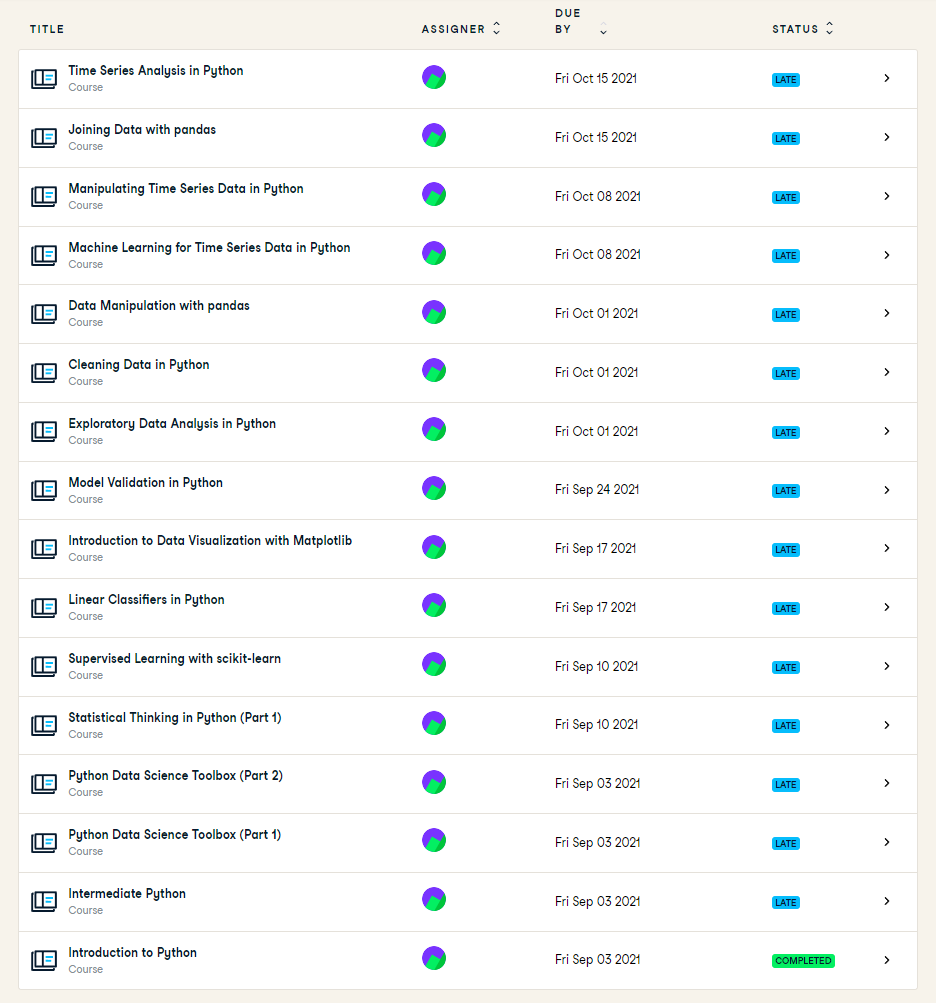 TITLE ASSIGNER DUE BY STATUS
Time Series Analysis in Python Fri Oct 15 2021 LATE
Course
Joining Data with pandas Fri Oct 15 2021 LATE
Course
Manipulating Time Series Data in Python Fri Oct 08 2021 LATE
Course
Machine Learning for Time Series Data in Python Fri Oct 08 2021 LATE
Course
Data Manipulation with pandas Fri Oct 01 2021 LATE
Course
Cleaning Data in Python Fri Oct 01 2021 LATE
Course
Exploratory Data Analysis in Python Fri Oct 01 2021 LATE
Course
Model Validation in Python Fri Sep 24 2021 LATE
Course
Introduction to Data Visualization with Matplotlib Fri Sep 17 2021 LATE
Course
Linear Classifiers in Python Fri Sep 17 2021 LATE
Course
Supervised Learning with scikit-learn Fri Sep 10 2021 LATE
Course
Statistical Thinking in Python (Part 1) Fri Sep 10 2021 LATE
Course
Python Data Science Toolbox (Part 2) Fri Sep 03 2021 LATE
Course
Python Data Science Toolbox (Part 1) Fri Sep 03 2021 LATE
Course
Intermediate Python Fri Sep 03 2021 LATE
Course
Introduction to Python Fri Sep 03 2021 COMPLETED
Course